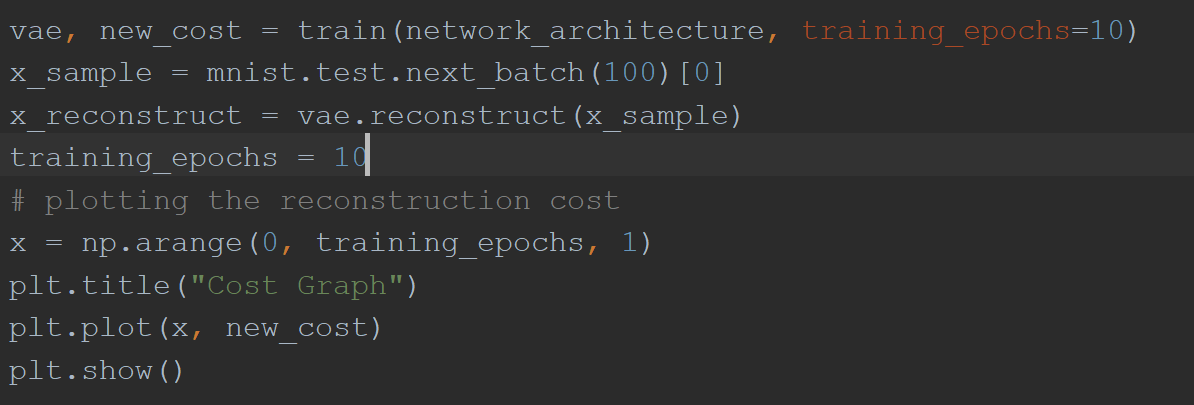 vae, new_cost = train(network_architecture, training_epochs=10)
x_sample = mnist.test.next_batch(100)[0]
x_reconstruct = vae.reconstruct(x_sample)
training_epochs = 10
# plotting the reconstruction cost
x = np.arange(0, training_epochs, 1)
plt.title("Cost Graph")
plt.plot(x, new_cost)
plt.show()